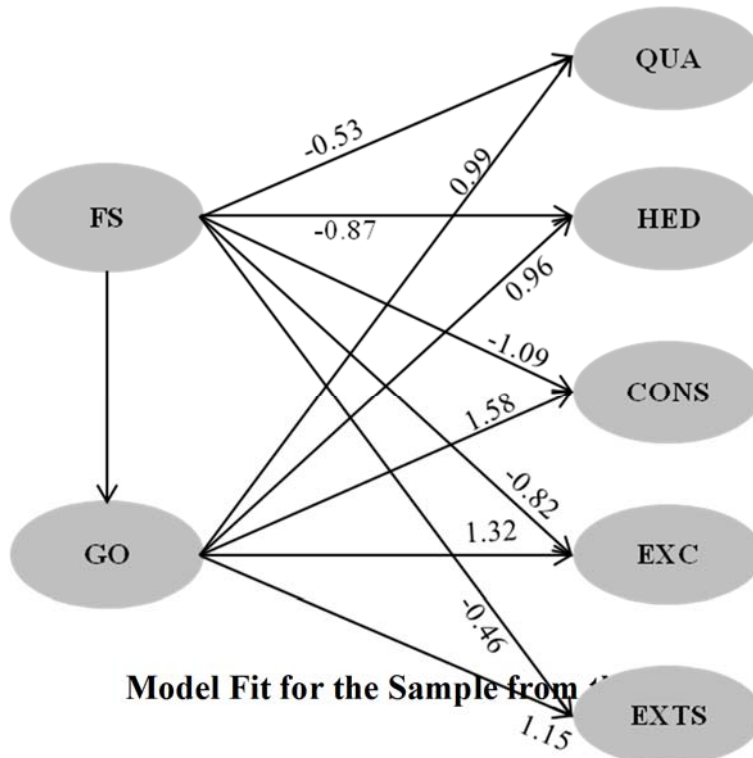 QUA
-0.53
0.99
FS
HED
-0.87
0.96
-1.09
CONS
1.58
-0.82
GO
1.32
EXC
-0.46
Model Fit for the Sample from
EXTS
1.15